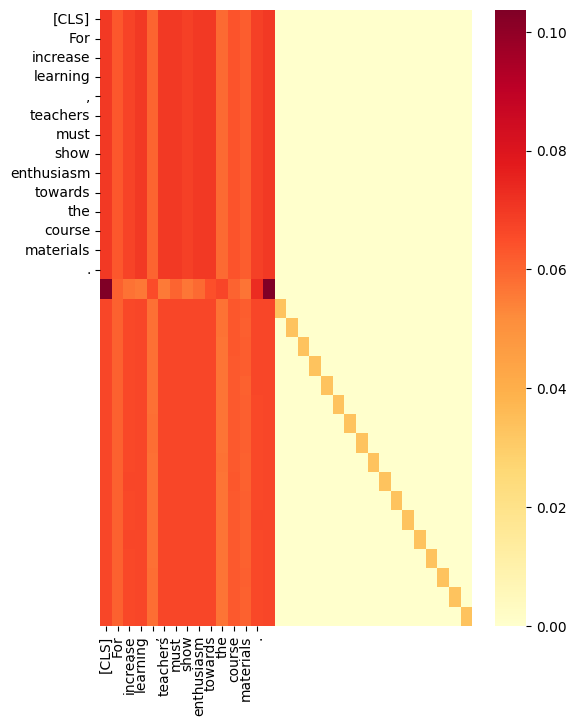 [CLS]
For
increase
learning
,
teachers
must
show
enthusiasm
towards
the
course
materials
.
0.10
0.08
0.06
0.04
0.02
0.00
[CLS]
For
increase
learning
,
teachers
must
show
enthusiasm
towards
the
course
materials
.